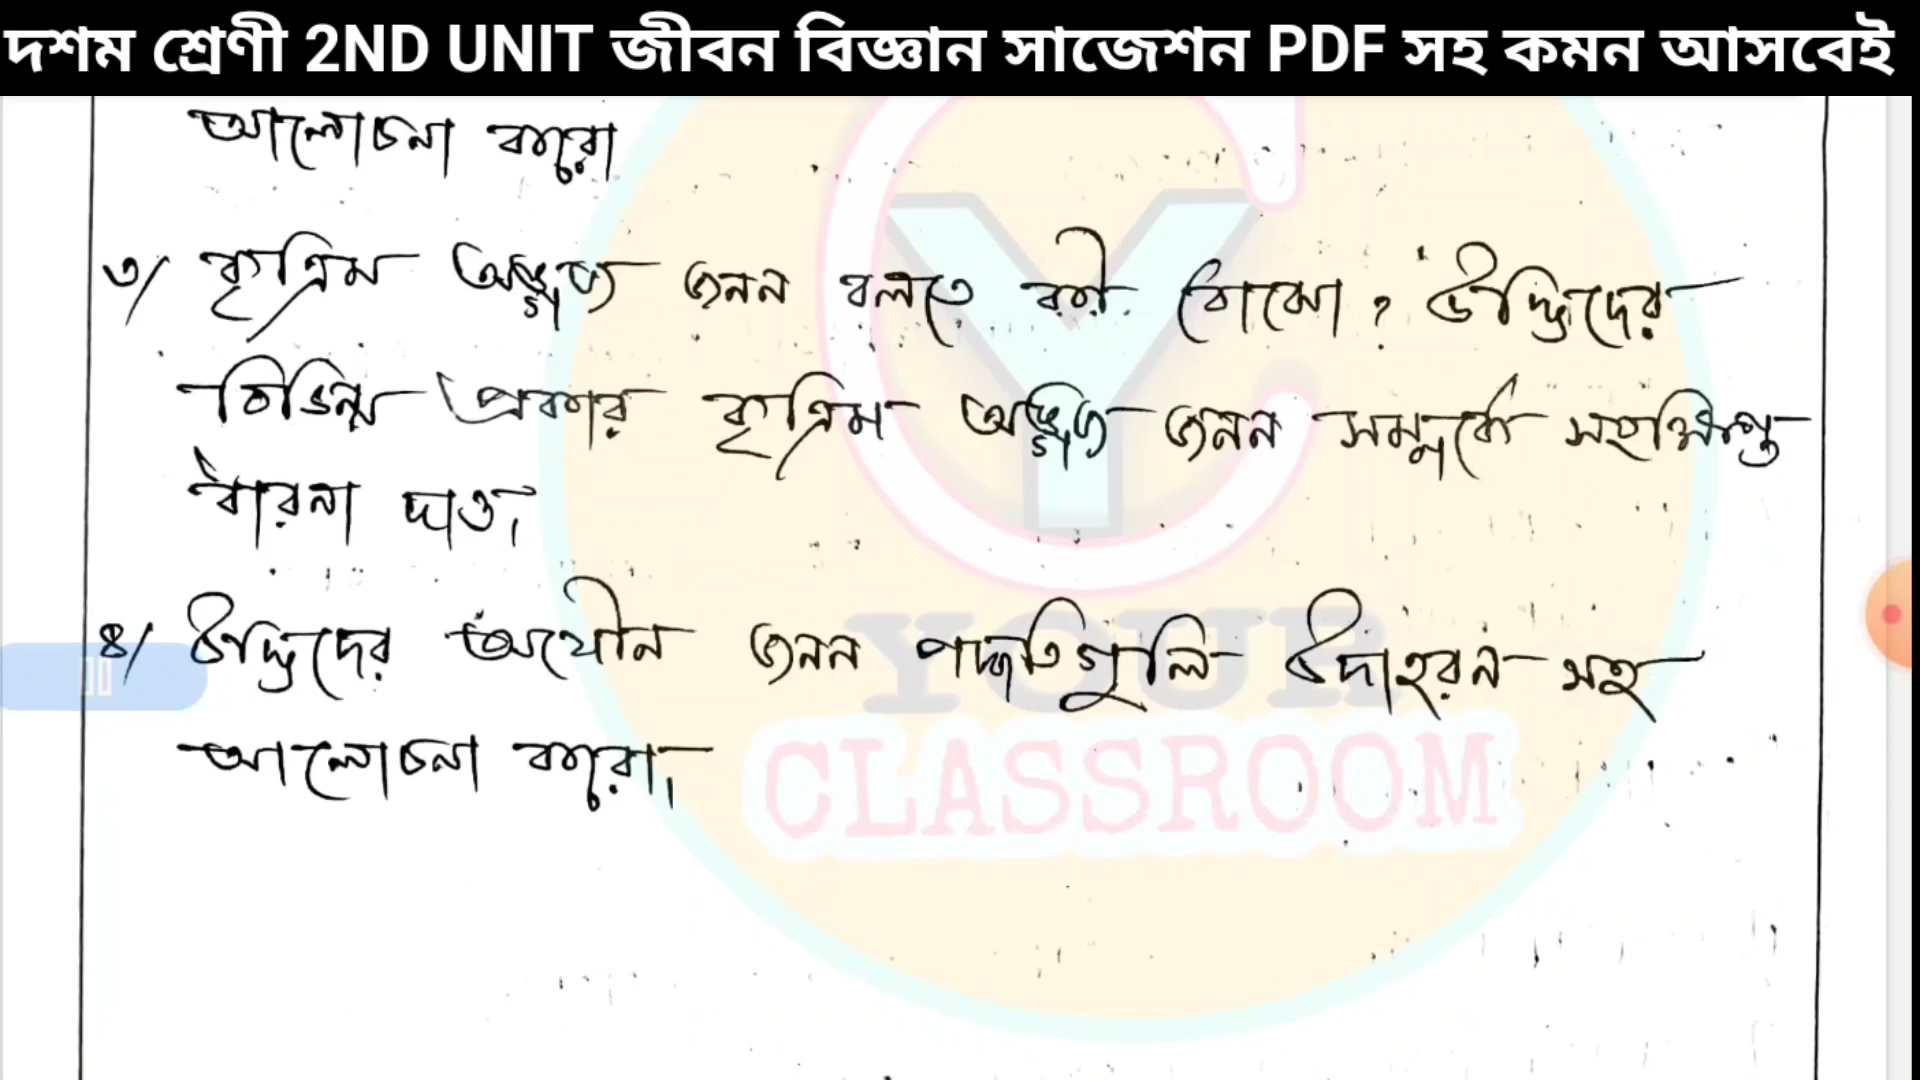 দশম শ্রেণী 2ND UNIT জীবন বিজ্ঞান সাজেশন PDF সহ কমন আসবেই
আলোচনা করো
৩/ কৃত্রিম অঙ্গজ জনন বলতে কী বোঝো? উদ্ভিদের
বিভিন্ন প্রকার কৃত্রিম অঙ্গজ জনন সম্পর্কে সংক্ষিপ্ত
ধারনা দাও।
৪/ উদ্ভিদের অযৌন জনন পদ্ধতিগুলি উদাহরন সহ
আলোচনা করো।
YOUR
CLASSROOM